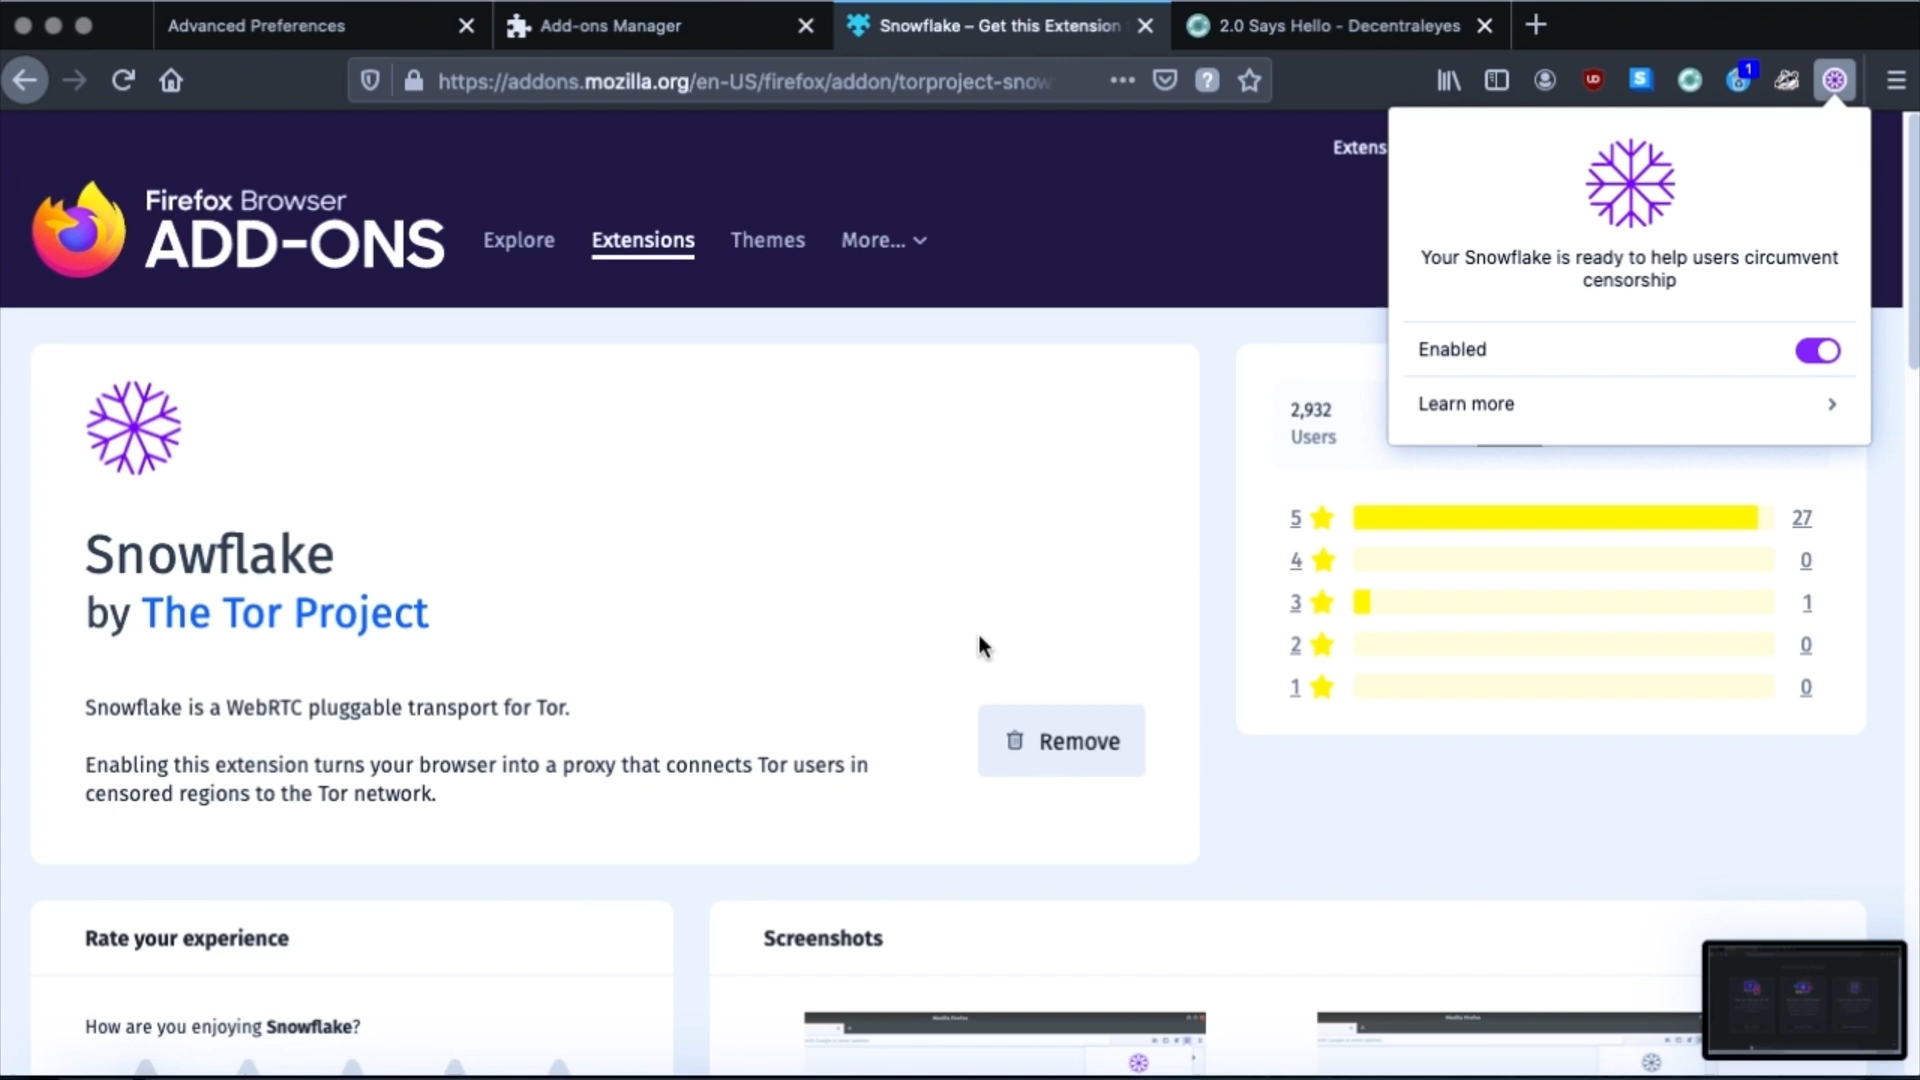 Advanced Preferences
Add-ons Manager
Snowflake – Get this Extension
2.0 Says Hello - Decentraleyes
https://addons.mozilla.org/en-US/firefox/addon/torproject-snow
1
Extens
Firefox Browser
ADD-ONS
Explore
Extensions
Themes
More...
Your Snowflake is ready to help users circumvent
censorship
Enabled
Learn more
2,932
Users
Snowflake
by The Tor Project
Snowflake is a WebRTC pluggable transport for Tor.
Enabling this extension turns your browser into a proxy that connects Tor users in
censored regions to the Tor network.
Remove
5 27
4 0
3 1
2 0
1 0
Rate your experience
How are you enjoying Snowflake?
Screenshots